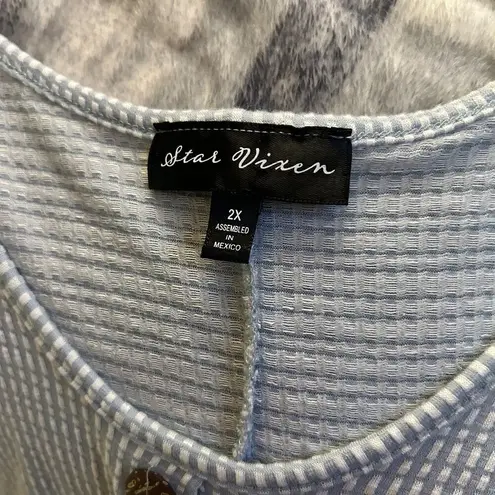 Star Vixen
2X
ASSEMBLED
IN
MEXICO